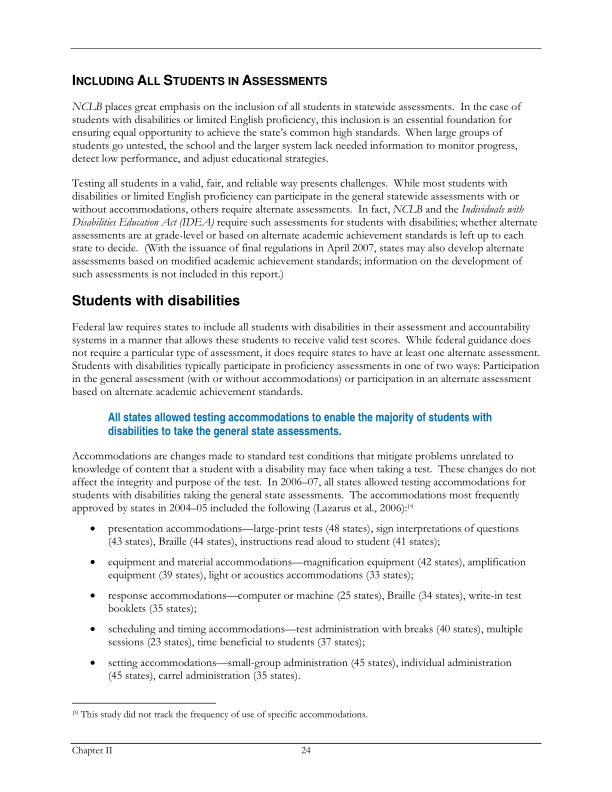 INCLUDING ALL STUDENTS IN ASSESSMENTS
NCLB places great emphasis on the inclusion of all students in statewide assessments.  In the case of
students with disabilities or limited English proficiency, this inclusion is an essential foundation for
ensuring equal opportunity to achieve the state's common high standards.  When large groups of
students go untested, the school and the larger system lack needed information to monitor progress,
detect low performance, and adjust educational strategies.
Testing all students in a valid, fair, and reliable way presents challenges.  While most students with
disabilities or limited English proficiency can participate in the general statewide assessments with or
without accommodations, others require alternate assessments.  In fact, NCLB and the Individuals with
Disabilities Education Act (IDEA) require such assessments for students with disabilities; whether alternate
assessments are at grade-level or based on alternate academic achievement standards is left up to each
state to decide.  (With the issuance of final regulations in April 2007, states may also develop alternate
assessments based on modified academic achievement standards; information on the development of
such assessments is not included in this report.)
Students with disabilities
Federal law requires states to include all students with disabilities in their assessment and accountability
systems in a manner that allows these students to receive valid test scores.  While federal guidance does
not require a particular type of assessment, it does require states to have at least one alternate assessment.
Students with disabilities typically participate in proficiency assessments in one of two ways: Participation
in the general assessment (with or without accommodations) or participation in an alternate assessment
based on alternate academic achievement standards.
All states allowed testing accommodations to enable the majority of students with
disabilities to take the general state assessments.
Accommodations are changes made to standard test conditions that mitigate problems unrelated to
knowledge of content that a student with a disability may face when taking a test.  These changes do not
affect the integrity and purpose of the test.  In 2006–07, all states allowed testing accommodations for
students with disabilities taking the general state assessments.  The accommodations most frequently
approved by states in 2004–05 included the following (Lazarus et al., 2006):19
• presentation accommodations—large-print tests (48 states), sign interpretations of questions
(43 states), Braille (44 states), instructions read aloud to student (41 states);
• equipment and material accommodations—magnification equipment (42 states), amplification
equipment (39 states), light or acoustics accommodations (33 states);
• response accommodations—computer or machine (25 states), Braille (34 states), write-in test
booklets (35 states);
• scheduling and timing accommodations—test administration with breaks (40 states), multiple
sessions (23 states), time beneficial to students (37 states);
• setting accommodations—small-group administration (45 states), individual administration
(45 states), carrel administration (35 states).
19 This study did not track the frequency of use of specific accommodations.
Chapter II 24